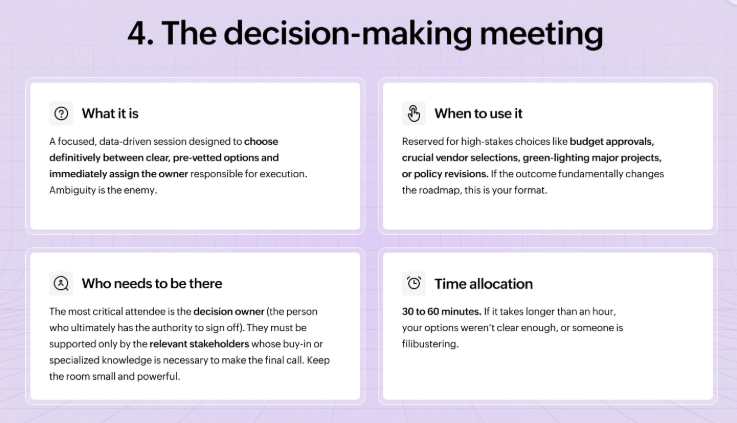 4. The decision-making meeting
What it is
A focused, data-driven session designed to choose
definitively between clear, pre-vetted options and
immediately assign the owner responsible for execution.
Ambiguity is the enemy.
When to use it
Reserved for high-stakes choices like budget approvals,
crucial vendor selections, green-lighting major projects,
or policy revisions. If the outcome fundamentally changes
the roadmap, this is your format.
Who needs to be there
The most critical attendee is the decision owner (the person
who ultimately has the authority to sign off). They must be
supported only by the relevant stakeholders whose buy-in or
specialized knowledge is necessary to make the final call. Keep
the room small and powerful.
Time allocation
30 to 60 minutes. If it takes longer than an hour,
your options weren't clear enough, or someone is
filibustering.